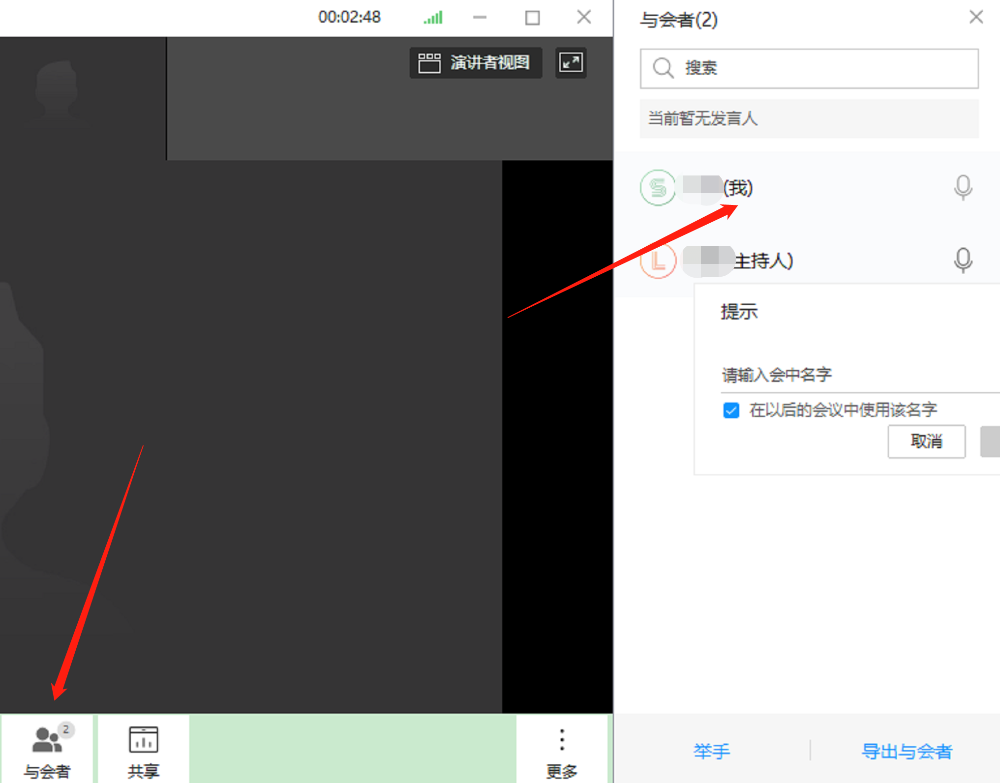 00:02:48
演讲者视图
与会者(2)
搜索
当前暂无发言人
S
(我)
L
主持人)
提示
请输入会中名字
在以后的会议中使用该名字
取消
2
与会者
共享
更多
举手
导出与会者